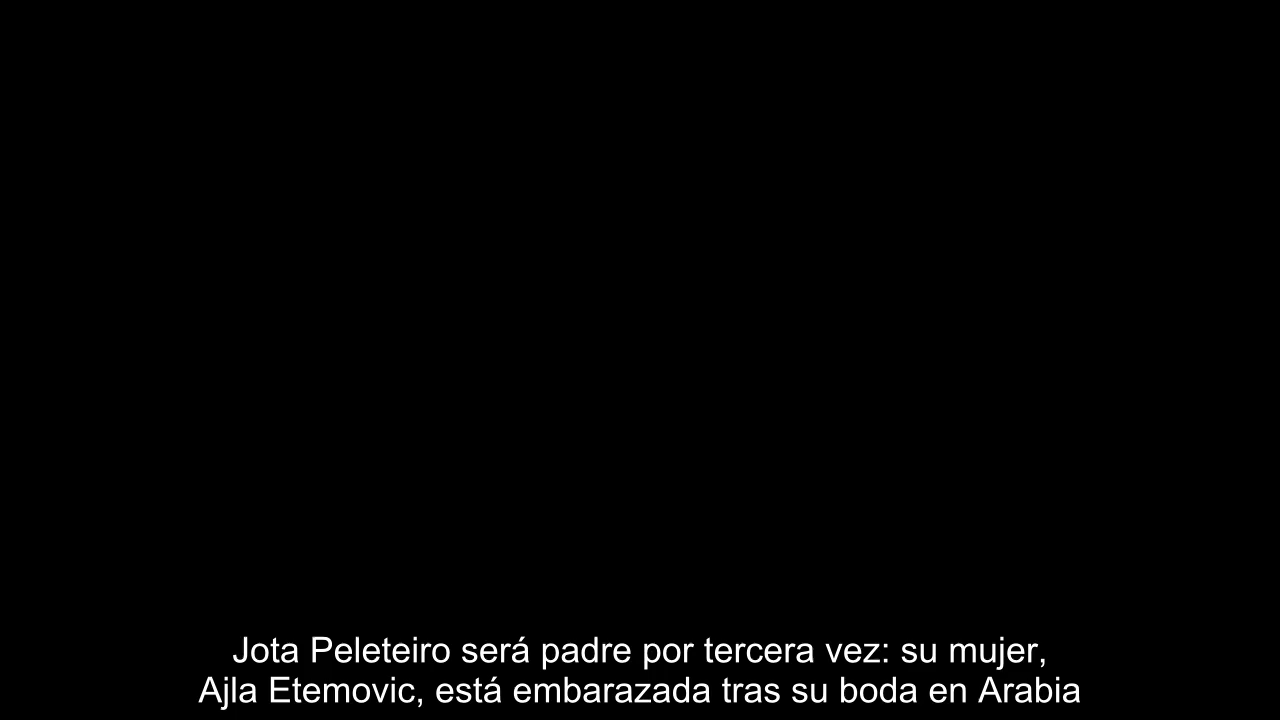 Jota Peleteiro será padre por tercera vez: su mujer,
Ajla Etemovic, está embarazada tras su boda en Arabia